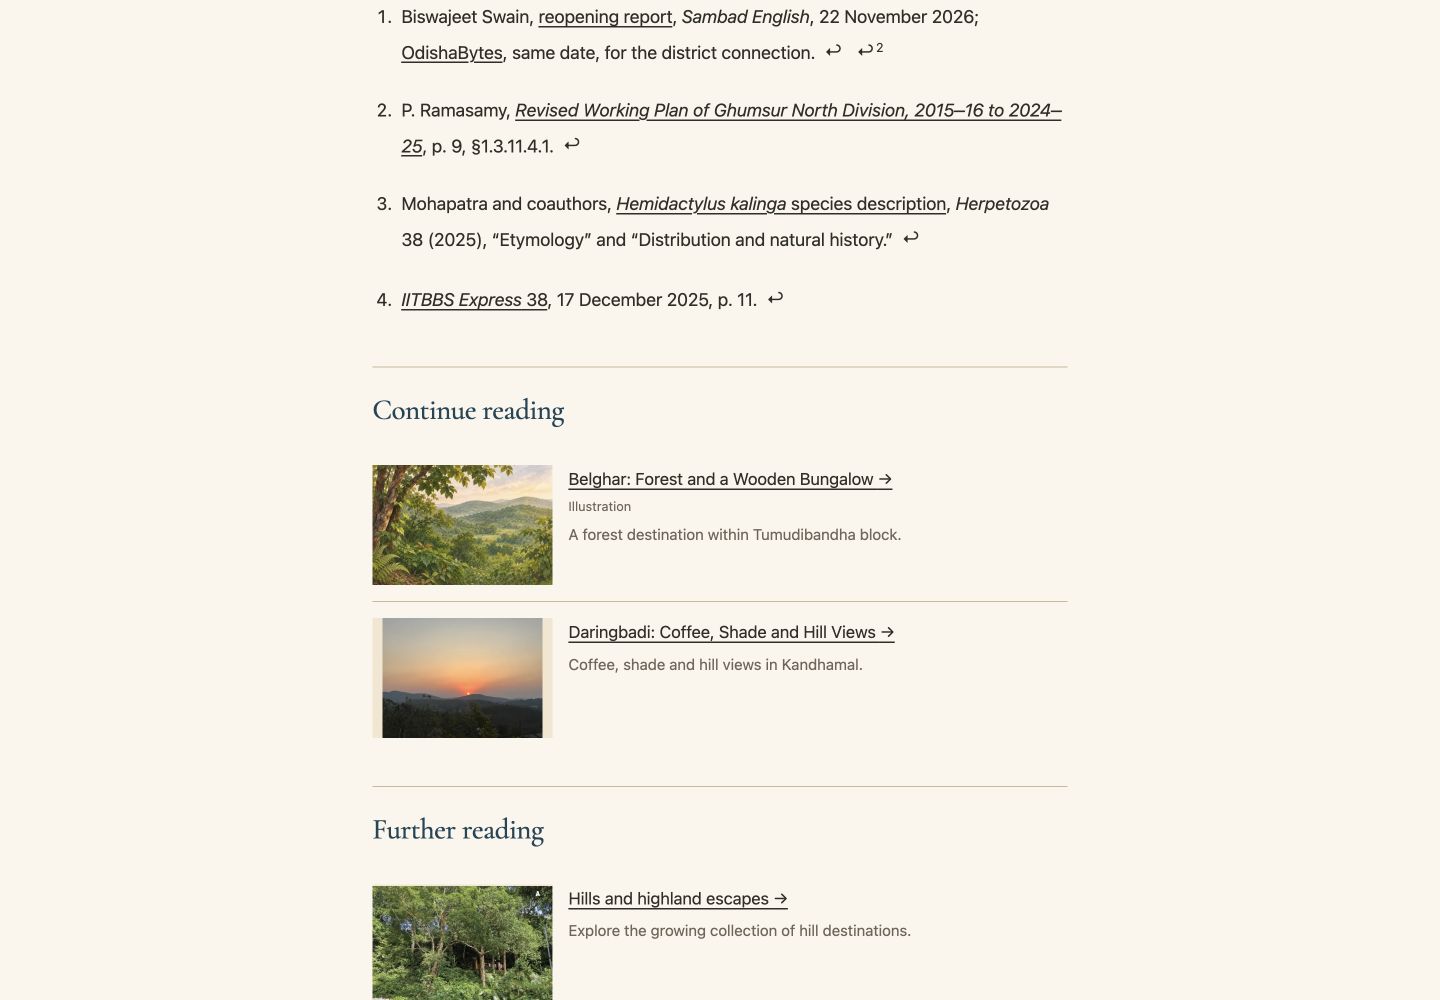 1. Biswajeet Swain, reopening report, Sambad English, 22 November 2026;
OdishaBytes, same date, for the district connection. ↩ ↩2
2. P. Ramasamy, Revised Working Plan of Ghumsur North Division, 2015–16 to 2024–
25, p. 9, §1.3.11.4.1. ↩
3. Mohapatra and coauthors, Hemidactylus kalinga species description, Herpetozoa
38 (2025), “Etymology” and “Distribution and natural history.” ↩
4. IITBBS Express 38, 17 December 2025, p. 11. ↩
Continue reading
Belghar: Forest and a Wooden Bungalow →
Illustration
A forest destination within Tumudibandha block.
Daringbadi: Coffee, Shade and Hill Views →
Coffee, shade and hill views in Kandhamal.
Further reading
Hills and highland escapes →
Explore the growing collection of hill destinations.